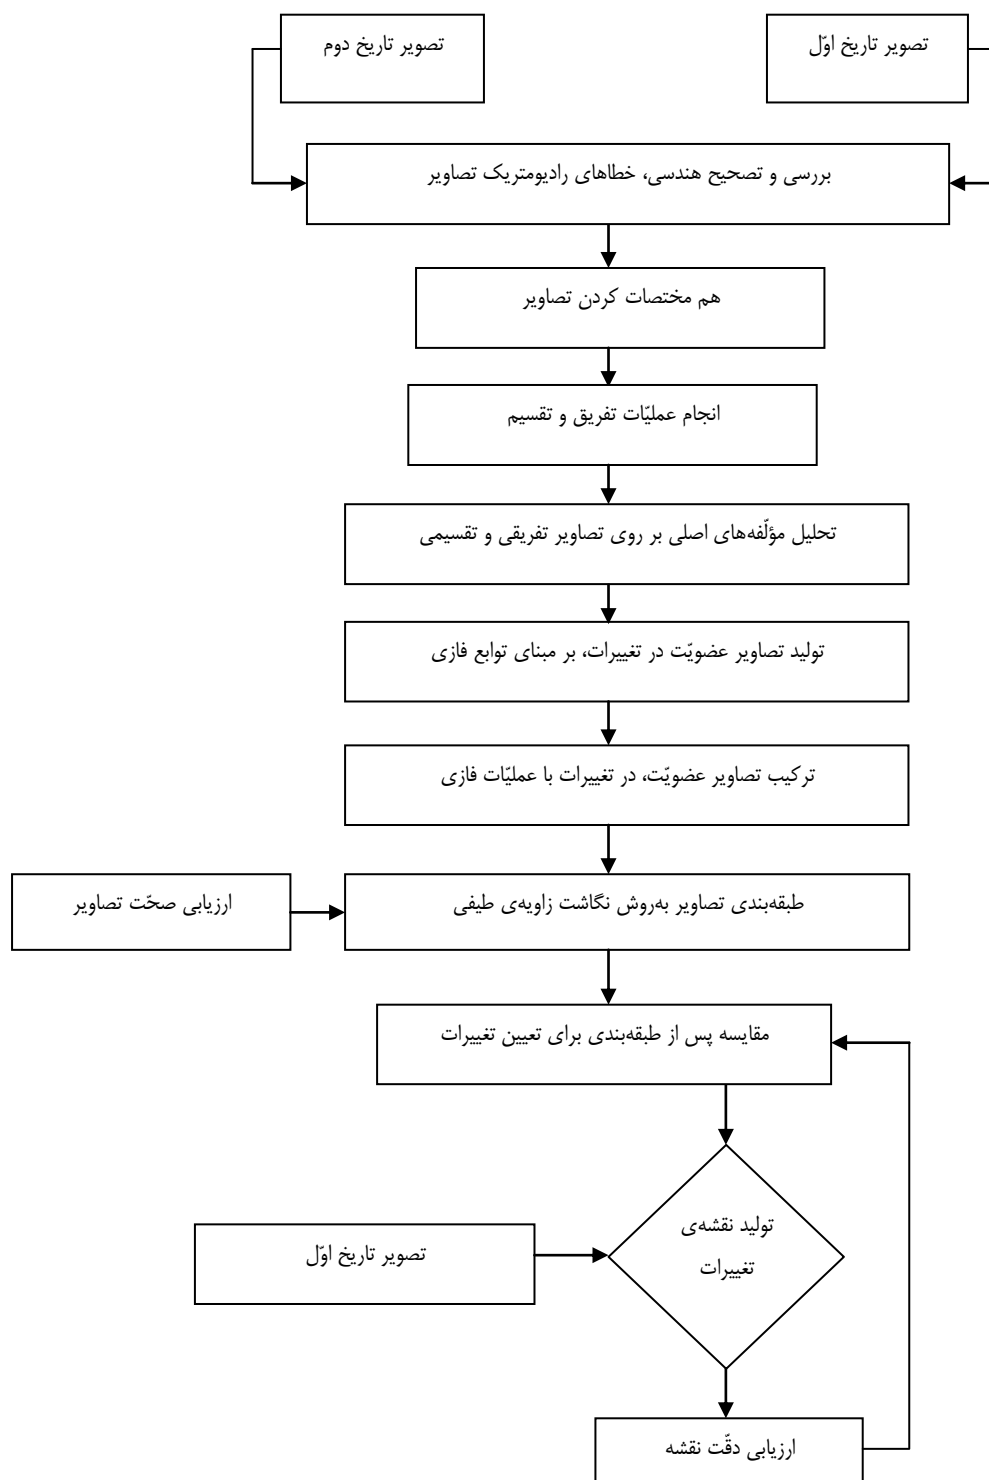 تصویر تاریخ اوّل
تصویر تاریخ دوم
بررسی و تصحیح هندسی، خطاهای رادیومتریک تصاویر
هم مختصات کردن تصاویر
انجام عملیّات تفریق و تقسیم
تحلیل مؤلّفه‌های اصلی بر روی تصاویر تفریقی و تقسیمی
تولید تصاویر عضویّت در تغییرات، بر مبنای توابع فازی
ترکیب تصاویر عضویّت، در تغییرات با عملیّات فازی
طبقه‌بندی تصاویر به‌روش نگاشت زاویه‌ی طیفی
ارزیابی صحّت تصاویر
مقایسه پس از طبقه‌بندی برای تعیین تغییرات
تولید نقشه‌ی
تغییرات
تصویر تاریخ اوّل
ارزیابی دقّت نقشه